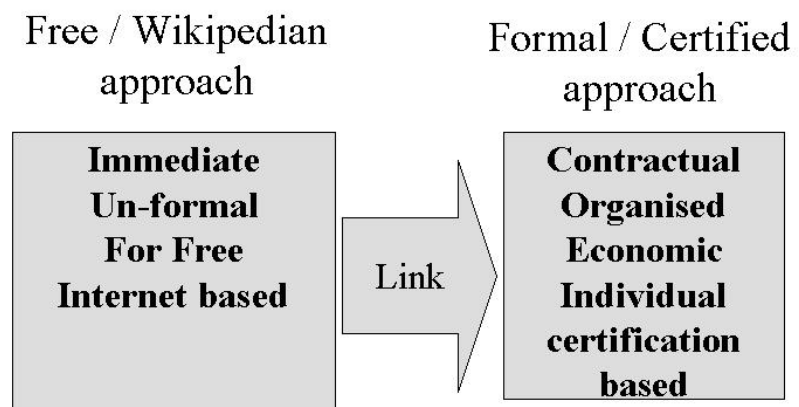 Free / Wikipedian
approach
Immediate
Un-formal
For Free
Internet based
Link
Formal / Certified
approach
Contractual
Organised
Economic
Individual
certification
based